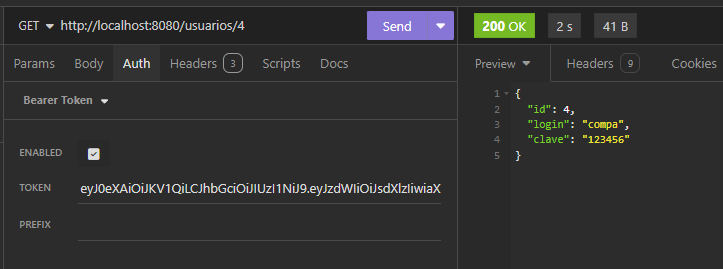 GET http://localhost:8080/usuarios/4 Send
Params Body Auth Headers 3 Scripts Docs
Bearer Token
ENABLED
TOKEN eyJ0eXAiOiJKV1QiLCJhbGciOiJIUzI1NiJ9.eyJzdWIiOiJsdXlzIiwiaX
PREFIX
200 OK 2 s 41 B
Preview Headers 9 Cookies
1 {
2 "id": 4,
3 "login": "compa",
4 "clave": "123456"
5 }